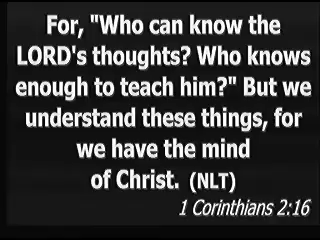 For, "Who can know the
LORD's thoughts? Who knows
enough to teach him?" But we
understand these things, for
we have the mind
of Christ. (NLT)
1 Corinthians 2:16